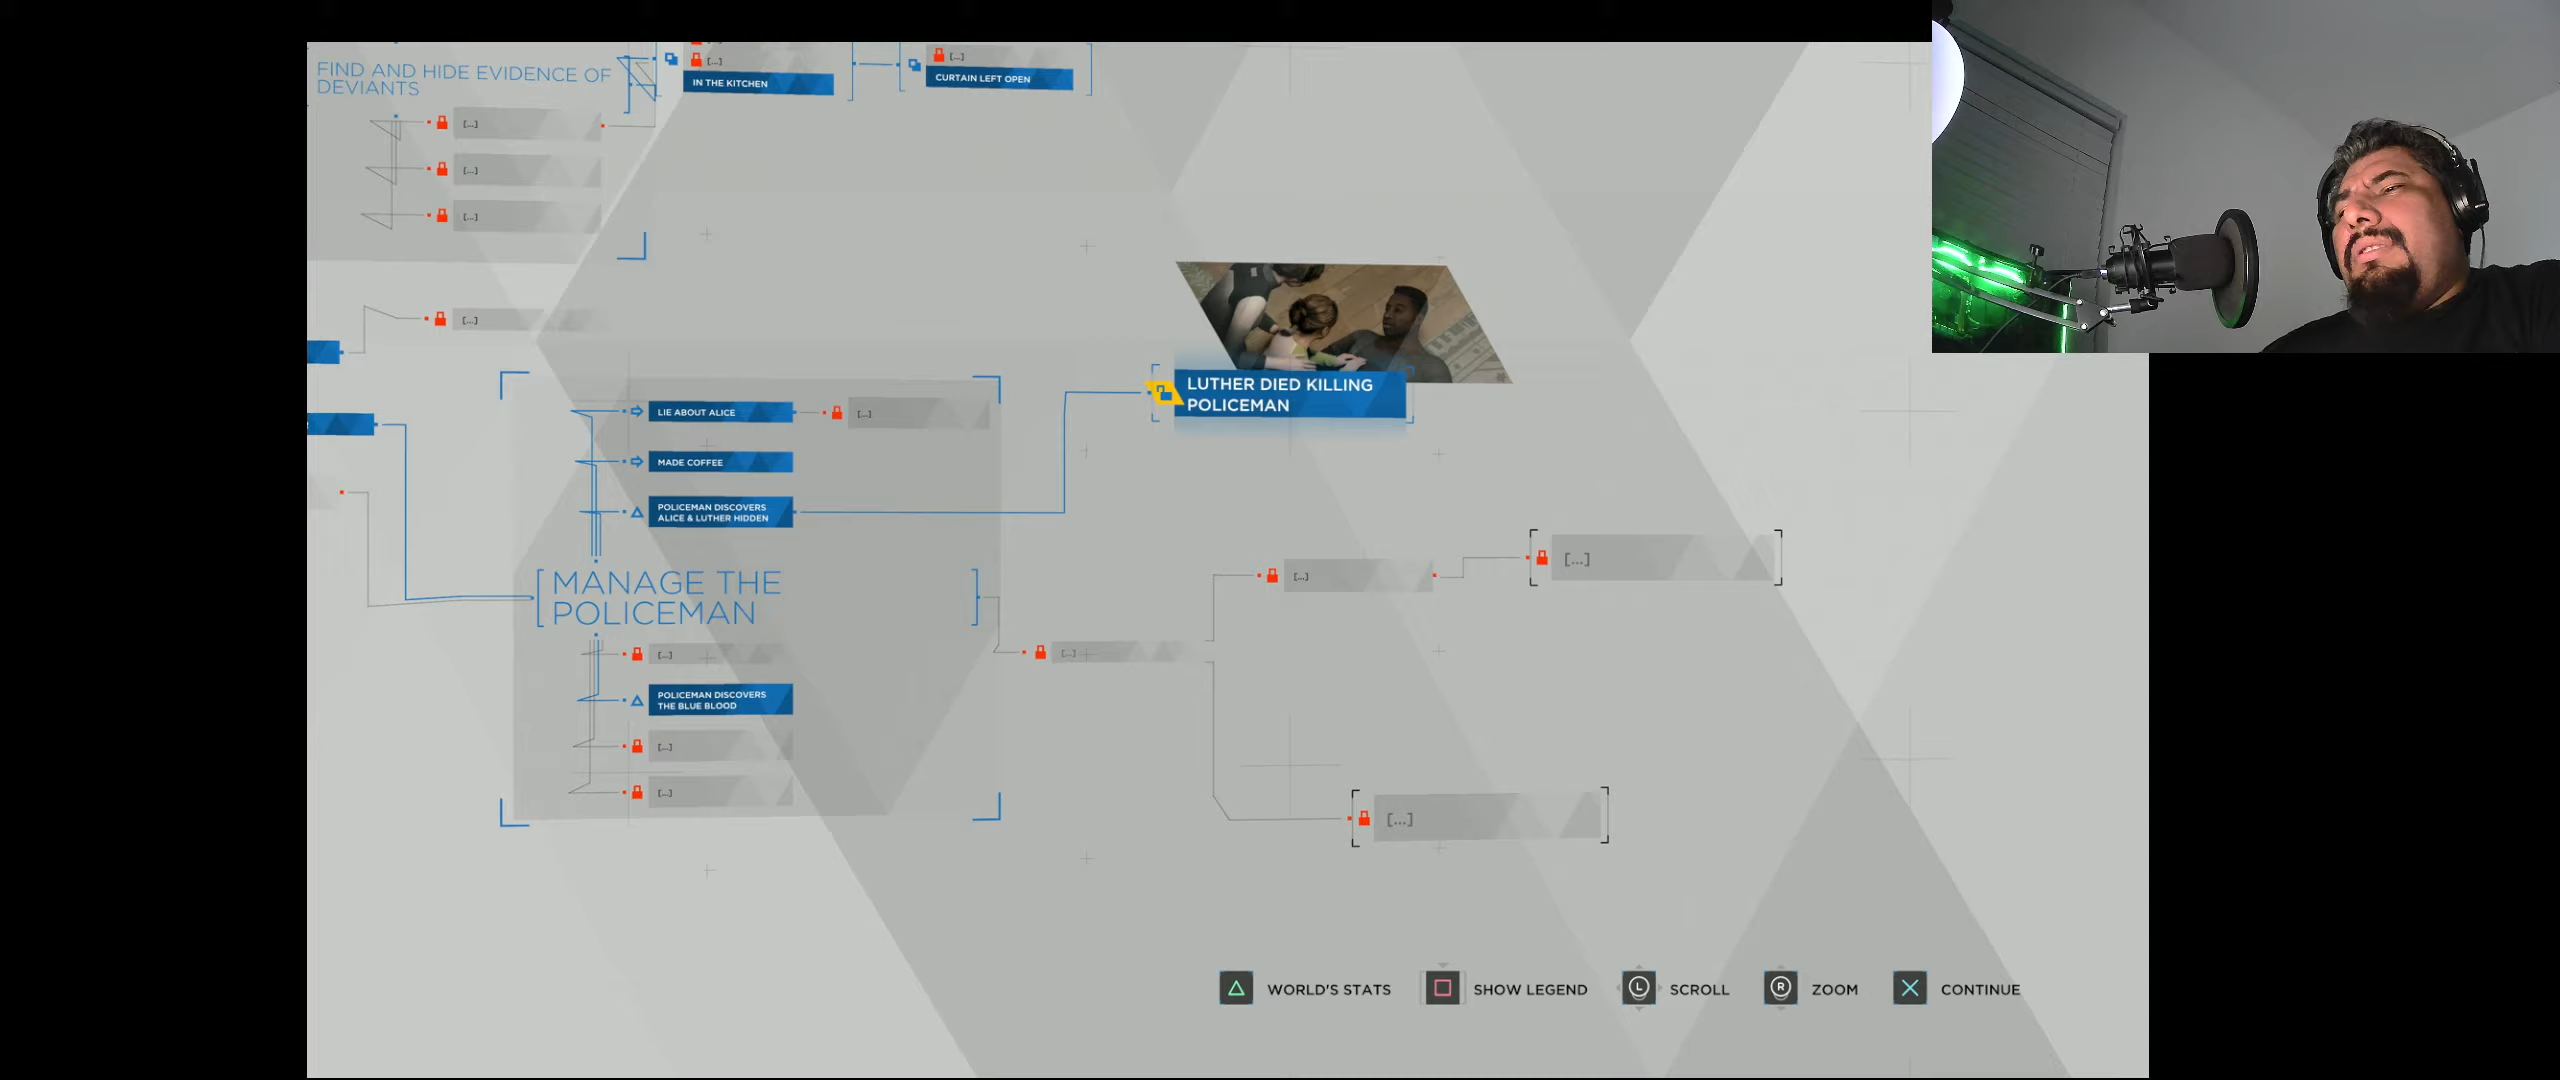 [...]
[...]
IN THE KITCHEN
CURTAIN LEFT OPEN
FIND AND HIDE EVIDENCE OF
DEVIANTS
[...]
[...]
[...]
[...]
LUTHER DIED KILLING
POLICEMAN
LIE ABOUT ALICE
[...]
MADE COFFEE
POLICEMAN DISCOVERS
ALICE & LUTHER HIDDEN
MANAGE THE
POLICEMAN
[...]
[...]
[...]
[...]
POLICEMAN DISCOVERS
THE BLUE BLOOD
[...]
[...]
[...]
WORLD'S STATS
SHOW LEGEND
L
SCROLL
R
ZOOM
CONTINUE